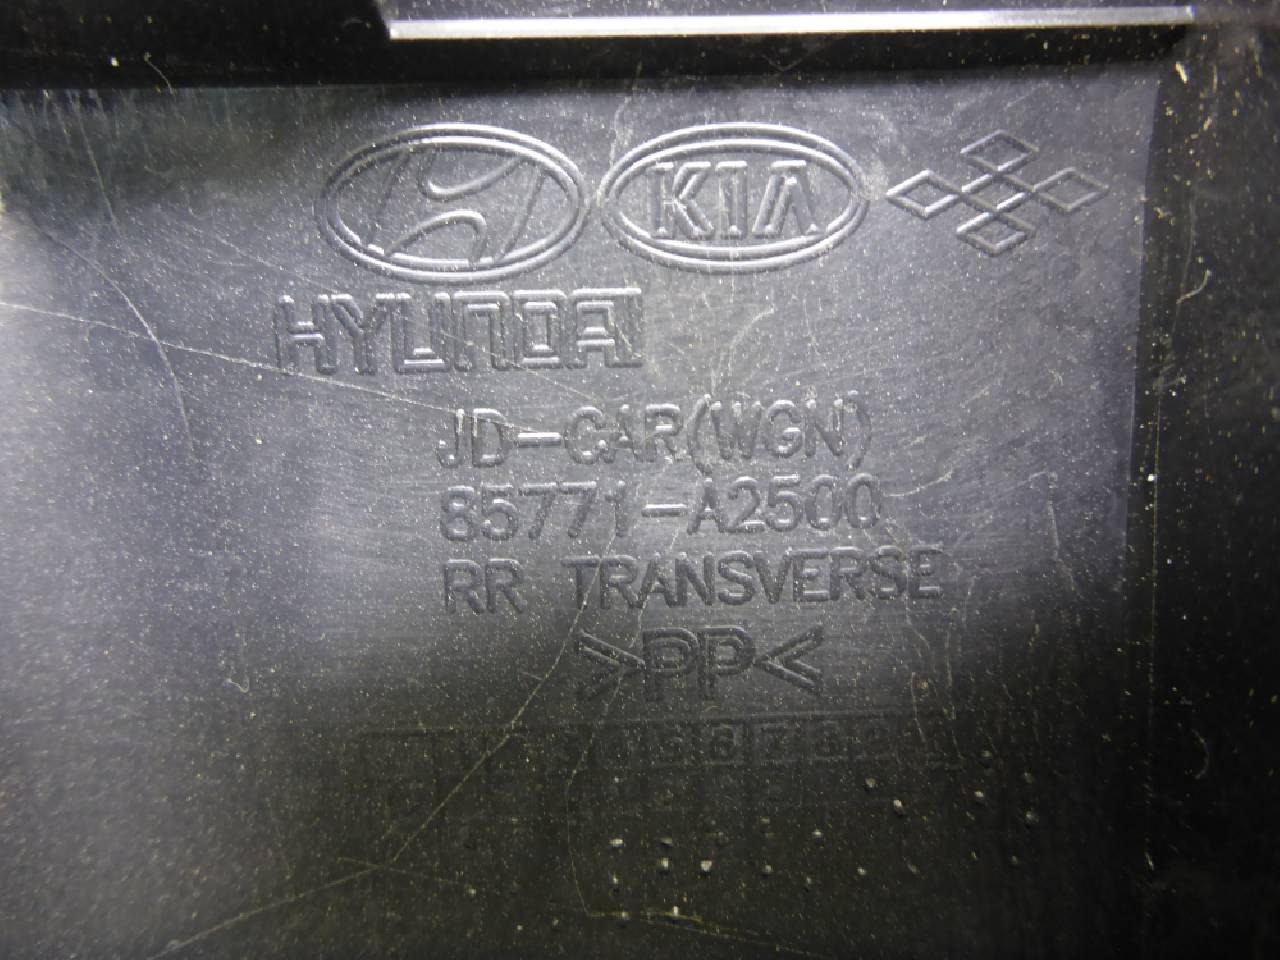 KIA
HYUNDAI
JD-CAR(WGN)
85771-A2500
RR TRANSVERSE
>PP<